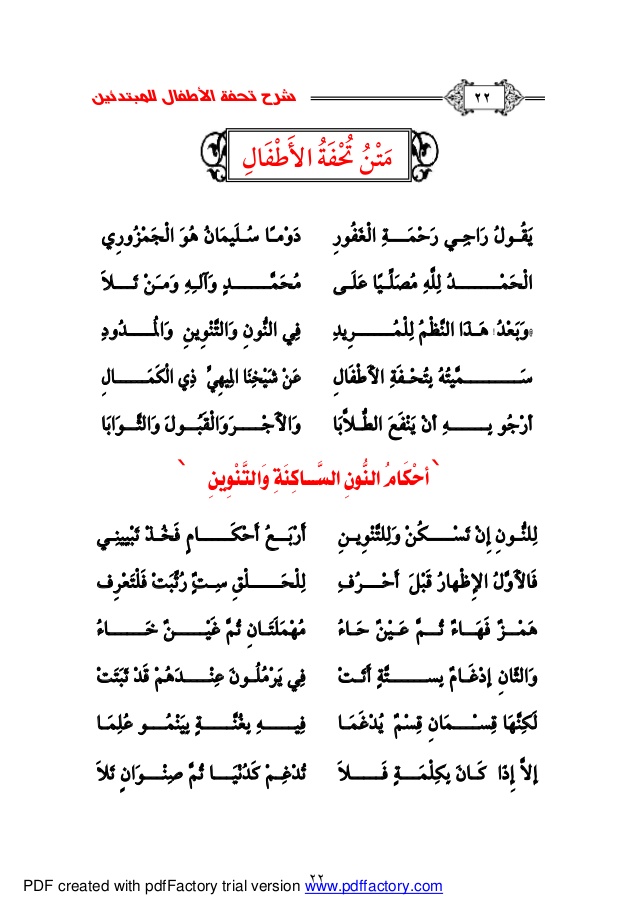 شرح تحفة الأطفال للمبتدئين ٢٢
مَتْنُ تُحْفَةُ الأَطْفَالِ
يَقُولُ رَاجِي رَحْمَةِ الْغَفُورِ دَوْمًا سُلَيمَانُ هُوَ الْجَمْزُورِي
الْحَمْدُ لِلَّهِ مُصَلِّيًا عَلَى مُحَمَّدٍ وَآلِهِ وَمَنْ تَلاَ
وَبَعْدُ: هَذَا النَّظْمُ لِلْمُرِيدِ فِي النُّونِ وَالتَّنْوِينِ وَالْمُدُودِ
سَمَّيتُهُ بِتُحْفَةِ الأَطْفَالِ عَنْ شَيْخِنَا الْمِيهِيِّ ذِي الْكَمَالِ
أَرْجُو بِهِ أَنْ يَنْفَعَ الطُّلاَّبَا وَالأَجْرَ وَالْقَبُولَ وَالثَّوَابَا
أَحْكَامُ النُّونِ السَّاكِنَةِ وَالتَّنْوِينِ
لِلنُّونِ إِنْ تَسْكُنْ وَلِلتَّنْوِينِ أَرْبَعُ أَحْكَامٍ فَخُذْ تَبْيِينِي
فَالأَوَّلُ الإِظْهَارُ قَبْلَ أَحْرُفِ لِلْحَلْقِ سِتٍّ رُتِّبَتْ فَلْتَعْرِفِ
هَمْزٌ فَهَاءٌ ثُمَّ عَيْنٌ حَاءُ مُهْمَلَتَانِ ثُمَّ غَيْنٌ خَاءُ
وَالثَّانِ إِدْغَامٌ بِسِتَّةٍ أَتَتْ فِي يَرْمُلُونَ عِنْدَهُمْ قَدْ ثَبَتَتْ
لَكِنَّهَا قِسْمَانِ قِسْمٌ يُدْغَمَا فِيهِ بِغُنَّةٍ بِيَنْمُو عُلِمَا
إِلاَّ إِذَا كَانَ بِكِلْمَةٍ فَلاَ تُدْغِمْ كَدُنْيَا ثُمَّ صِنْوَانٍ تَلاَ
٢٢
PDF created with pdfFactory trial version www.pdffactory.com